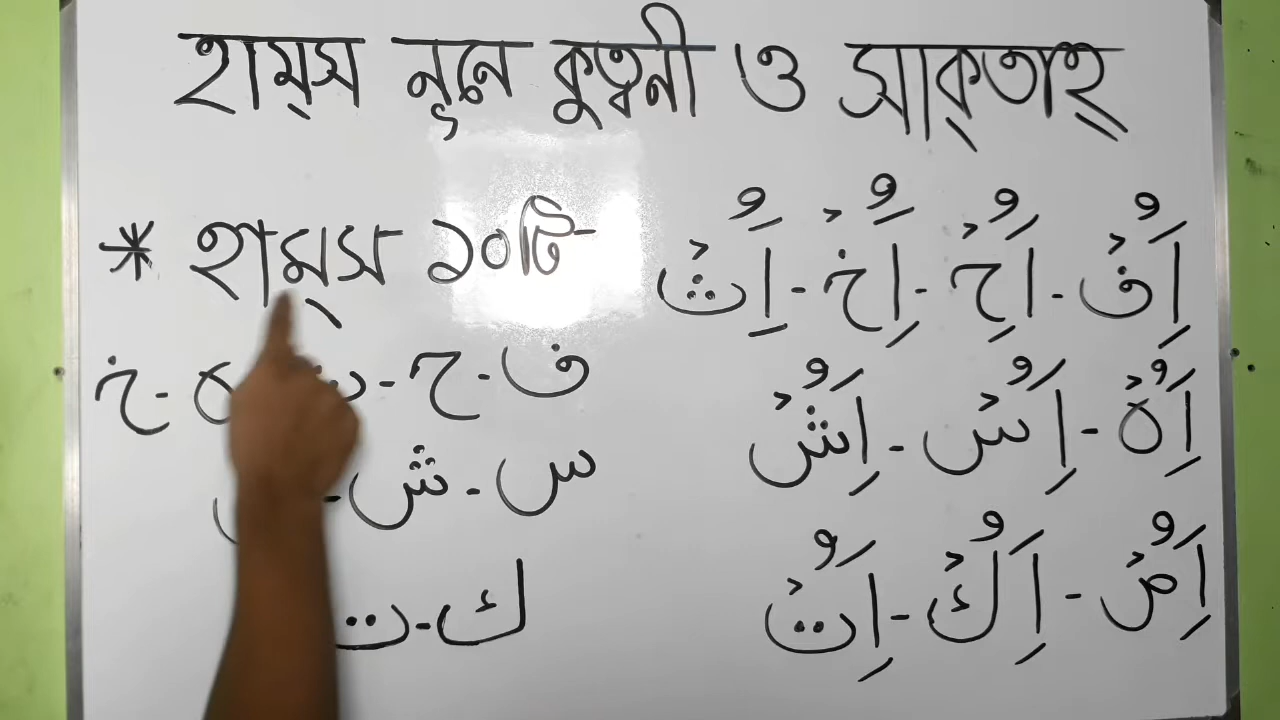 হাম্স নূনে কুত্বনী ও সাক্তাহ্
* হাম্স ১০টি-
ف - ح - ه - خ
س - ش -
ك - ت
اَِفُْ - اَِحُْ - اَِخُْ - اَِثُْ
اَِهُْ - اَِسُْ - اَِشُْ
اَِصُْ - اَِكُْ - اَِتُْ